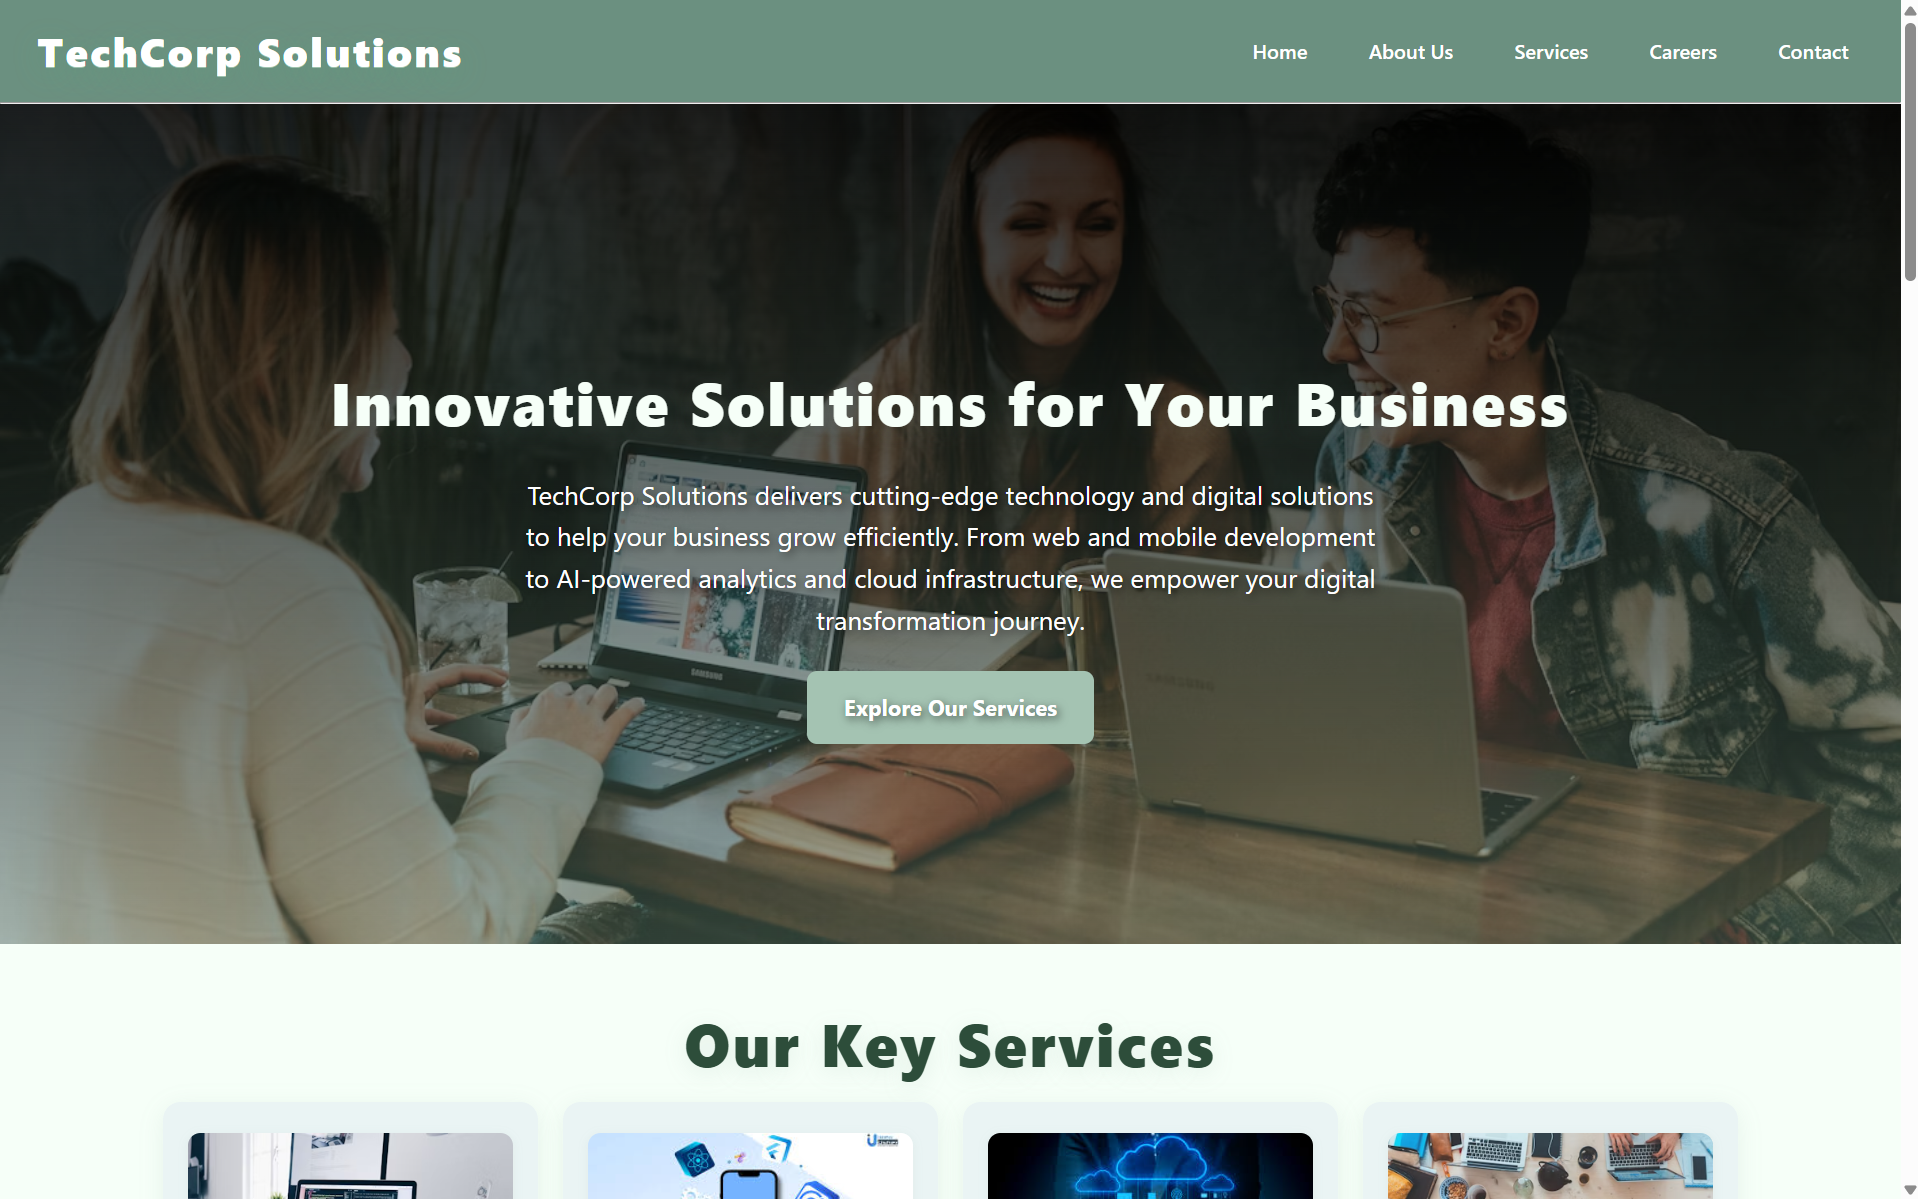 TechCorp Solutions
Home
About Us
Services
Careers
Contact
Innovative Solutions for Your Business
TechCorp Solutions delivers cutting-edge technology and digital solutions
to help your business grow efficiently. From web and mobile development
to AI-powered analytics and cloud infrastructure, we empower your digital
transformation journey.
SAMSUNG
SAMSUNG
Explore Our Services
Our Key Services